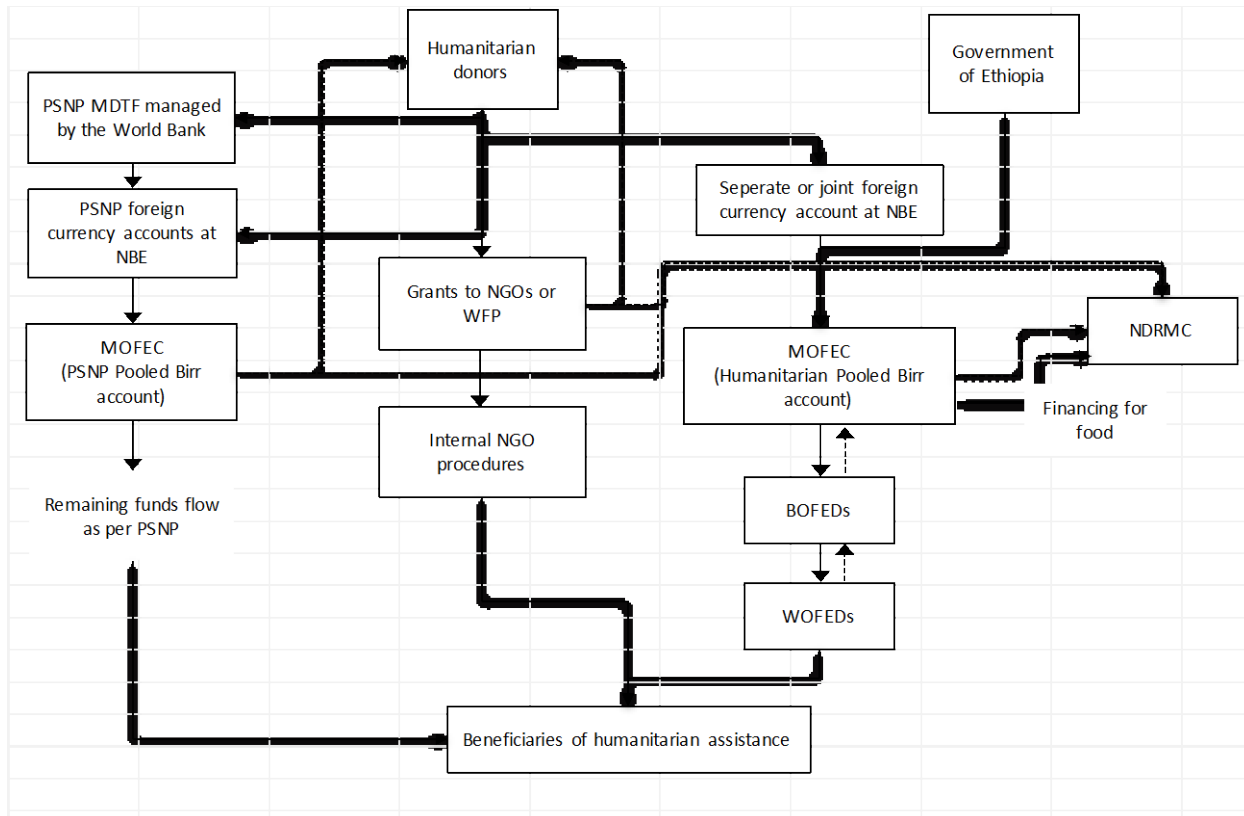 Humanitarian
donors
Government
of Ethiopia
PSNP MDTF managed
by the World Bank
Seperate or joint foreign
currency account at NBE
PSNP foreign
currency accounts at
NBE
Grants to NGOs or
WFP
NDRMC
MOFEC
(PSNP Pooled Birr
account)
MOFEC
(Humanitarian Pooled Birr
account)
Financing for
food
Internal NGO
procedures
Remaining funds flow
as per PSNP
BOFEDs
WOFEDs
Beneficiaries of humanitarian assistance